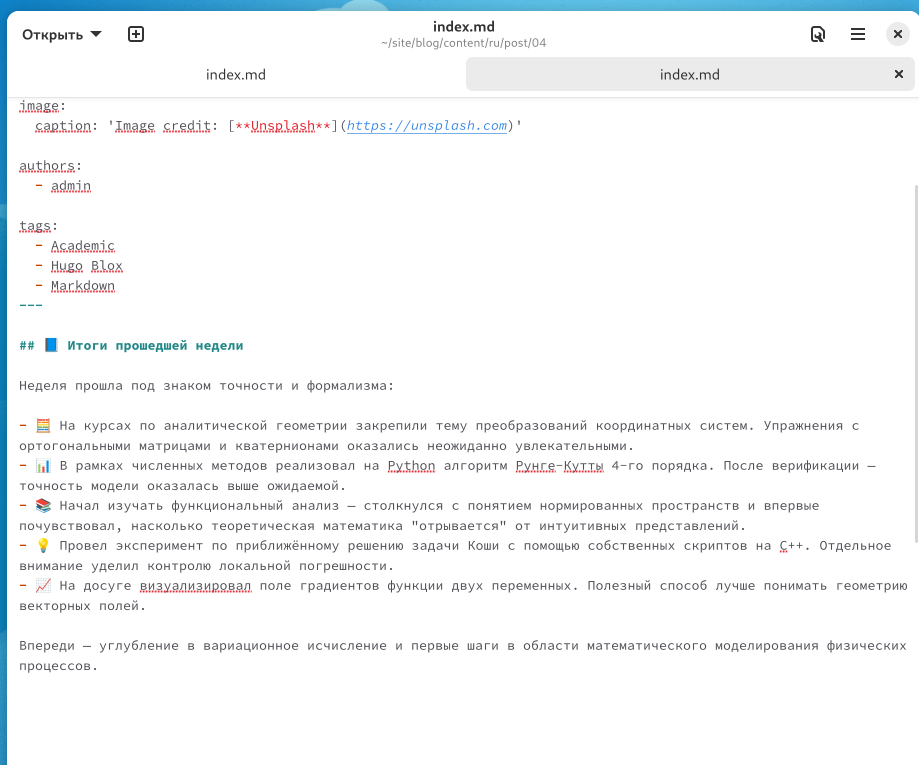 Открыть
index.md
~/site/blog/content/ru/post/04
index.md
index.md
image:
caption: 'Image credit: [**Unsplash**](https://unsplash.com)'
authors:
- admin
tags:
- Academic
- Hugo Blox
- Markdown
---
## 📘 Итоги прошедшей недели
Неделя прошла под знаком точности и формализма:
- 🧮 На курсах по аналитической геометрии закрепили тему преобразований координатных систем. Упражнения с
ортогональными матрицами и кватернионами оказались неожиданно увлекательными.
- 📊 В рамках численных методов реализовал на Python алгоритм Рунге-Кутты 4-го порядка. После верификации —
точность модели оказалась выше ожидаемой.
- 📚 Начал изучать функциональный анализ — столкнулся с понятием нормированных пространств и впервые
почувствовал, насколько теоретическая математика "отрывается" от интуитивных представлений.
- 💡 Провел эксперимент по приближённому решению задачи Коши с помощью собственных скриптов на C++. Отдельное
внимание уделил контролю локальной погрешности.
- 📈 На досуге визуализировал поле градиентов функции двух переменных. Полезный способ лучше понимать геометрию
векторных полей.
Впереди — углубление в вариационное исчисление и первые шаги в области математического моделирования физических
процессов.